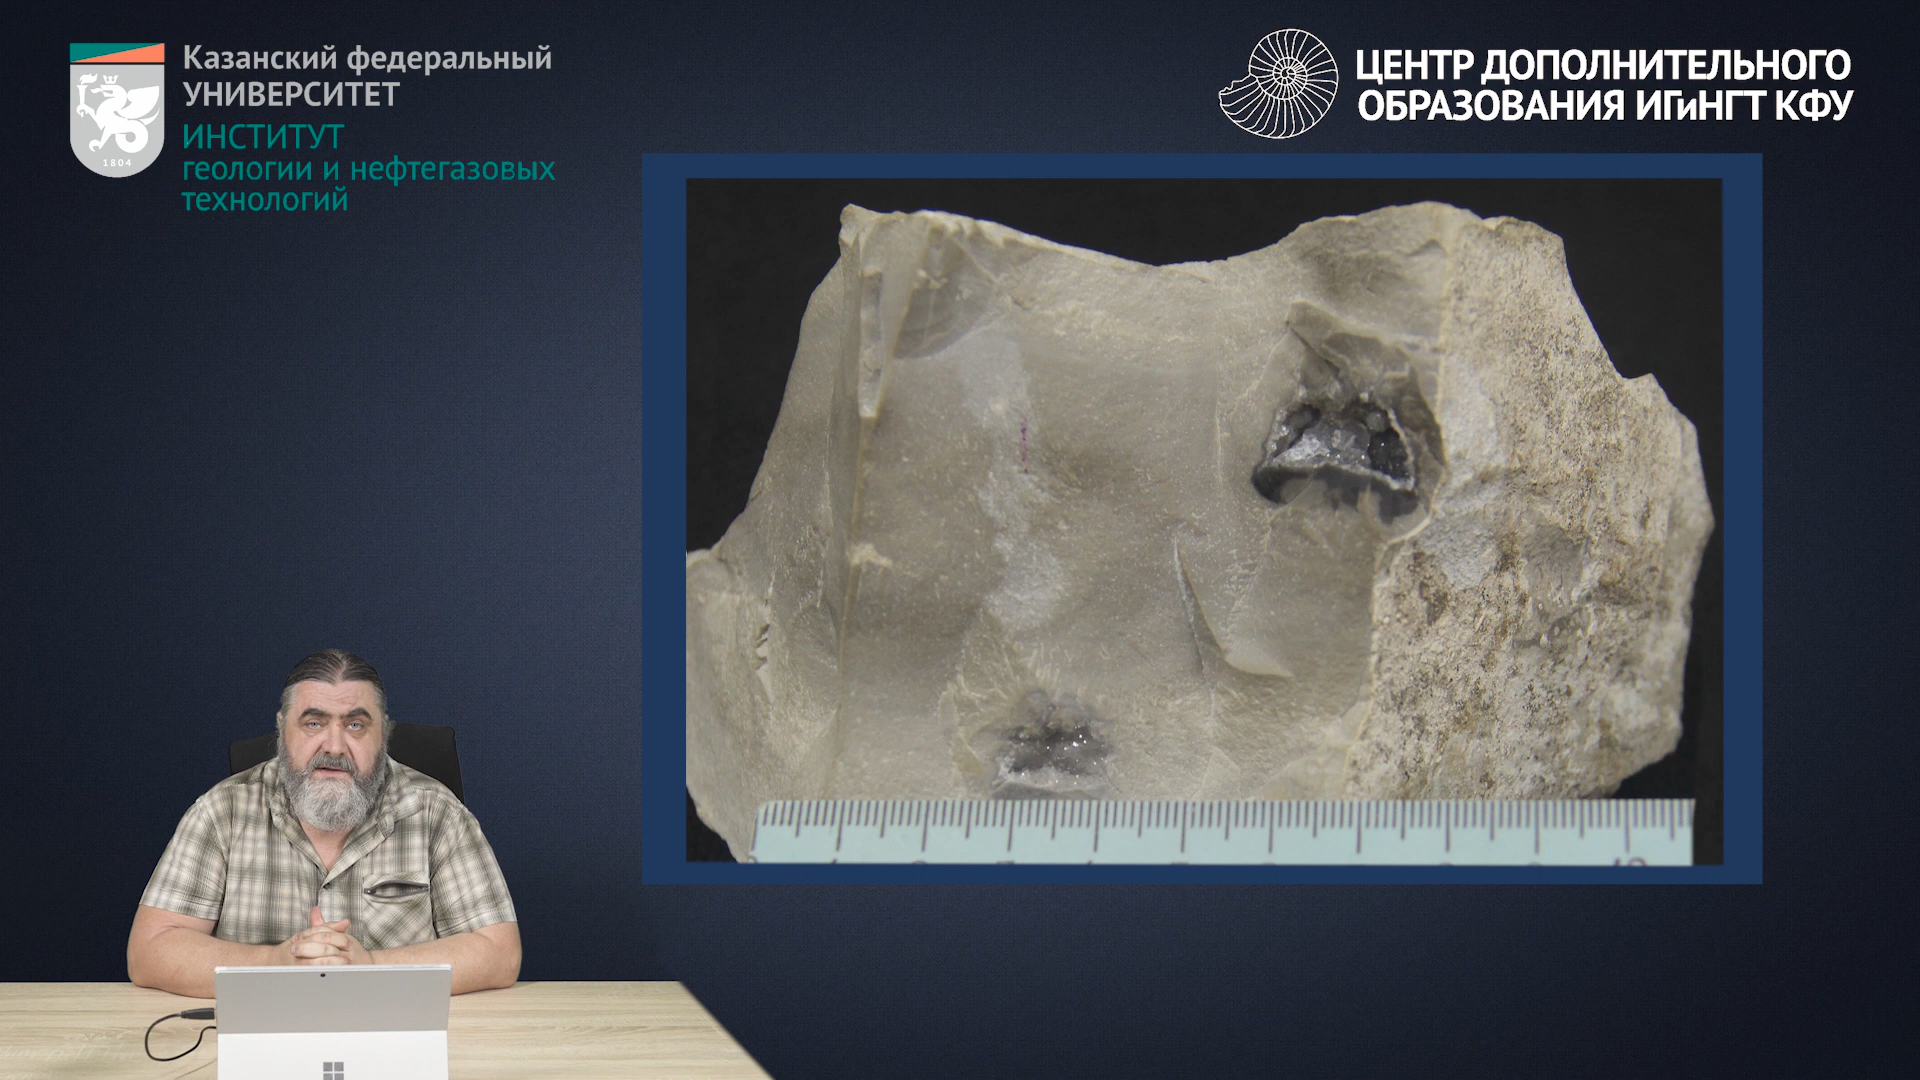 Казанский федеральный
УНИВЕРСИТЕТ
ИНСТИТУТ
геологии и нефтегазовых
технологий
1804
ЦЕНТР ДОПОЛНИТЕЛЬНОГО
ОБРАЗОВАНИЯ ИГиНГТ КФУ